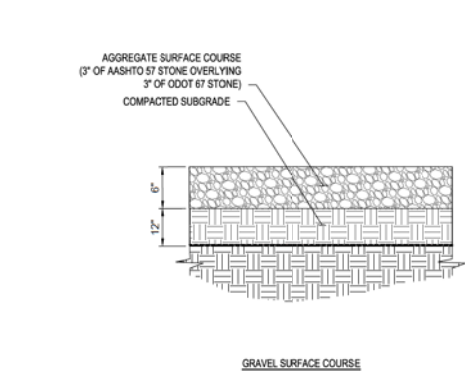 AGGREGATE SURFACE COURSE
(3" OF AASHTO 57 STONE OVERLYING
3" OF ODOT 67 STONE)
COMPACTED SUBGRADE
6"
12"
GRAVEL SURFACE COURSE